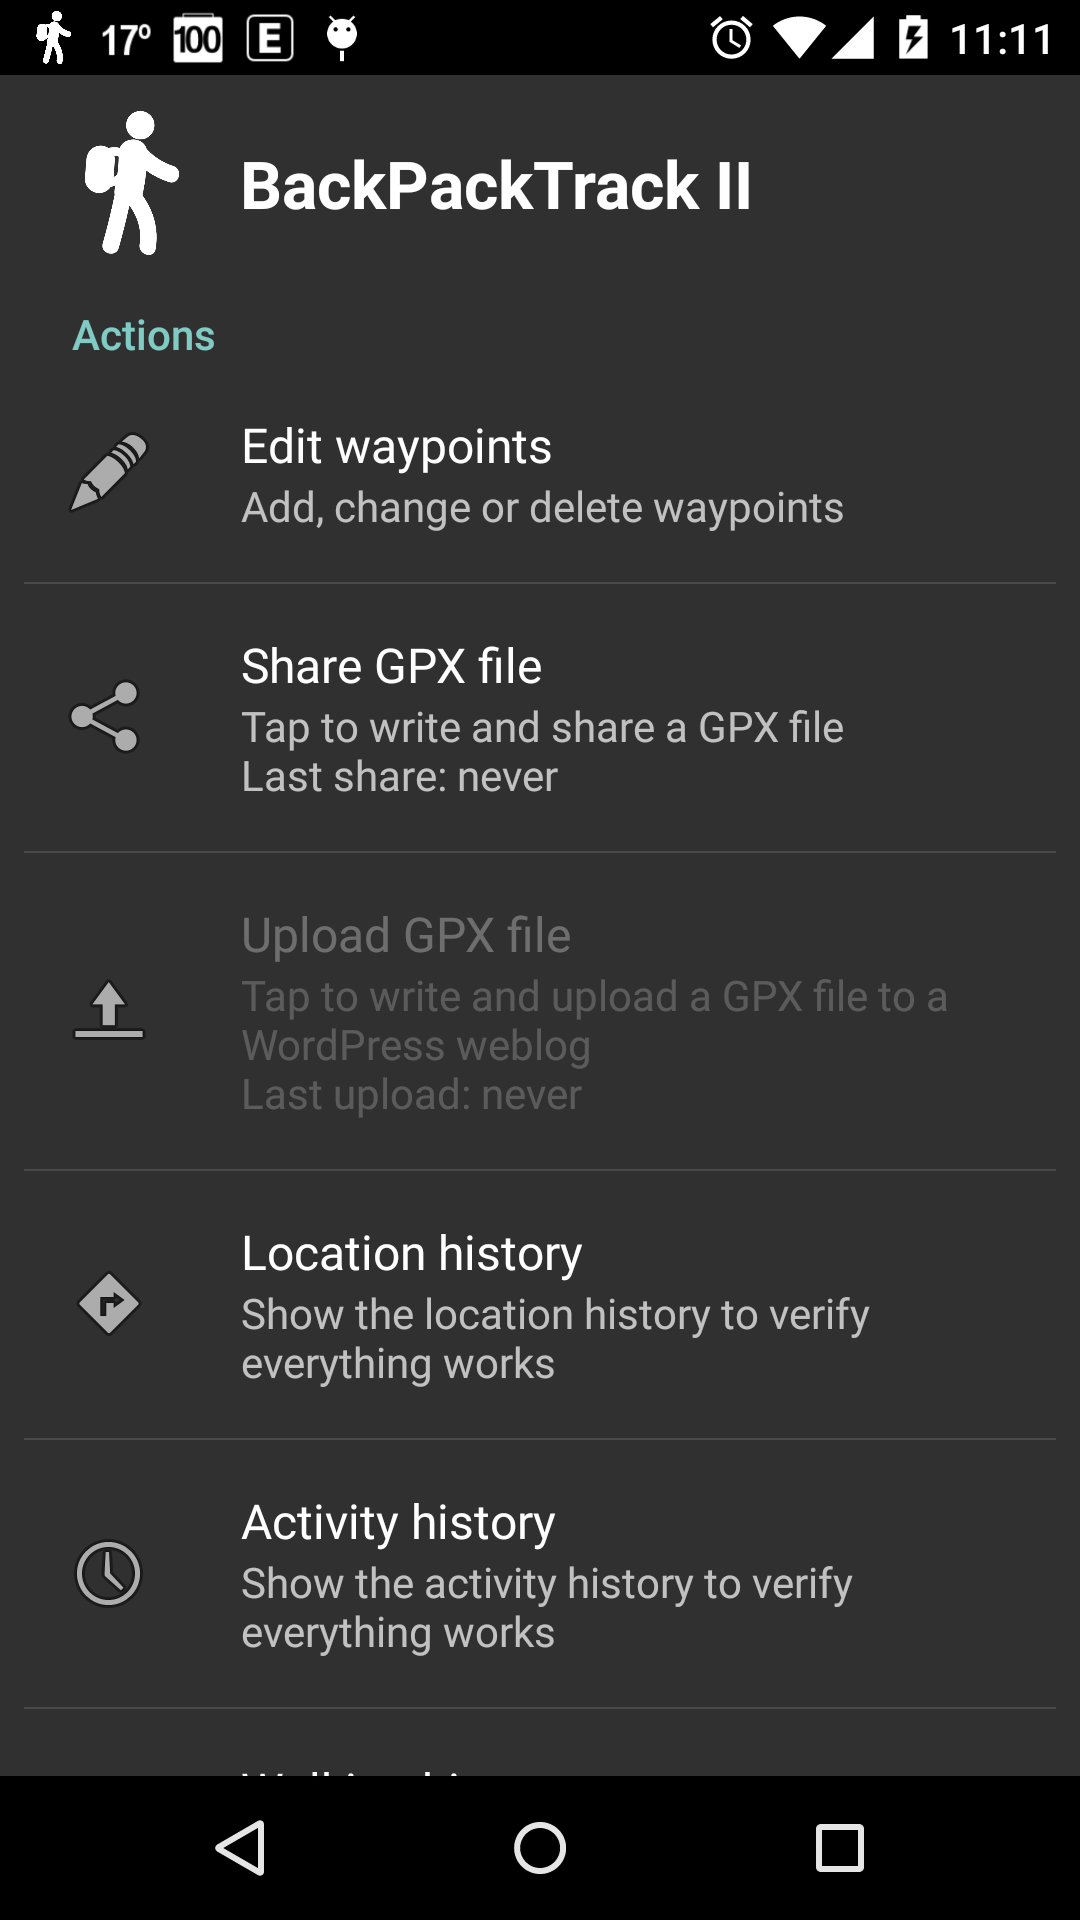 17º 100 E 11:11
BackPackTrack II
Actions
Edit waypoints
Add, change or delete waypoints
Share GPX file
Tap to write and share a GPX file
Last share: never
Upload GPX file
Tap to write and upload a GPX file to a
WordPress weblog
Last upload: never
Location history
Show the location history to verify
everything works
Activity history
Show the activity history to verify
everything works